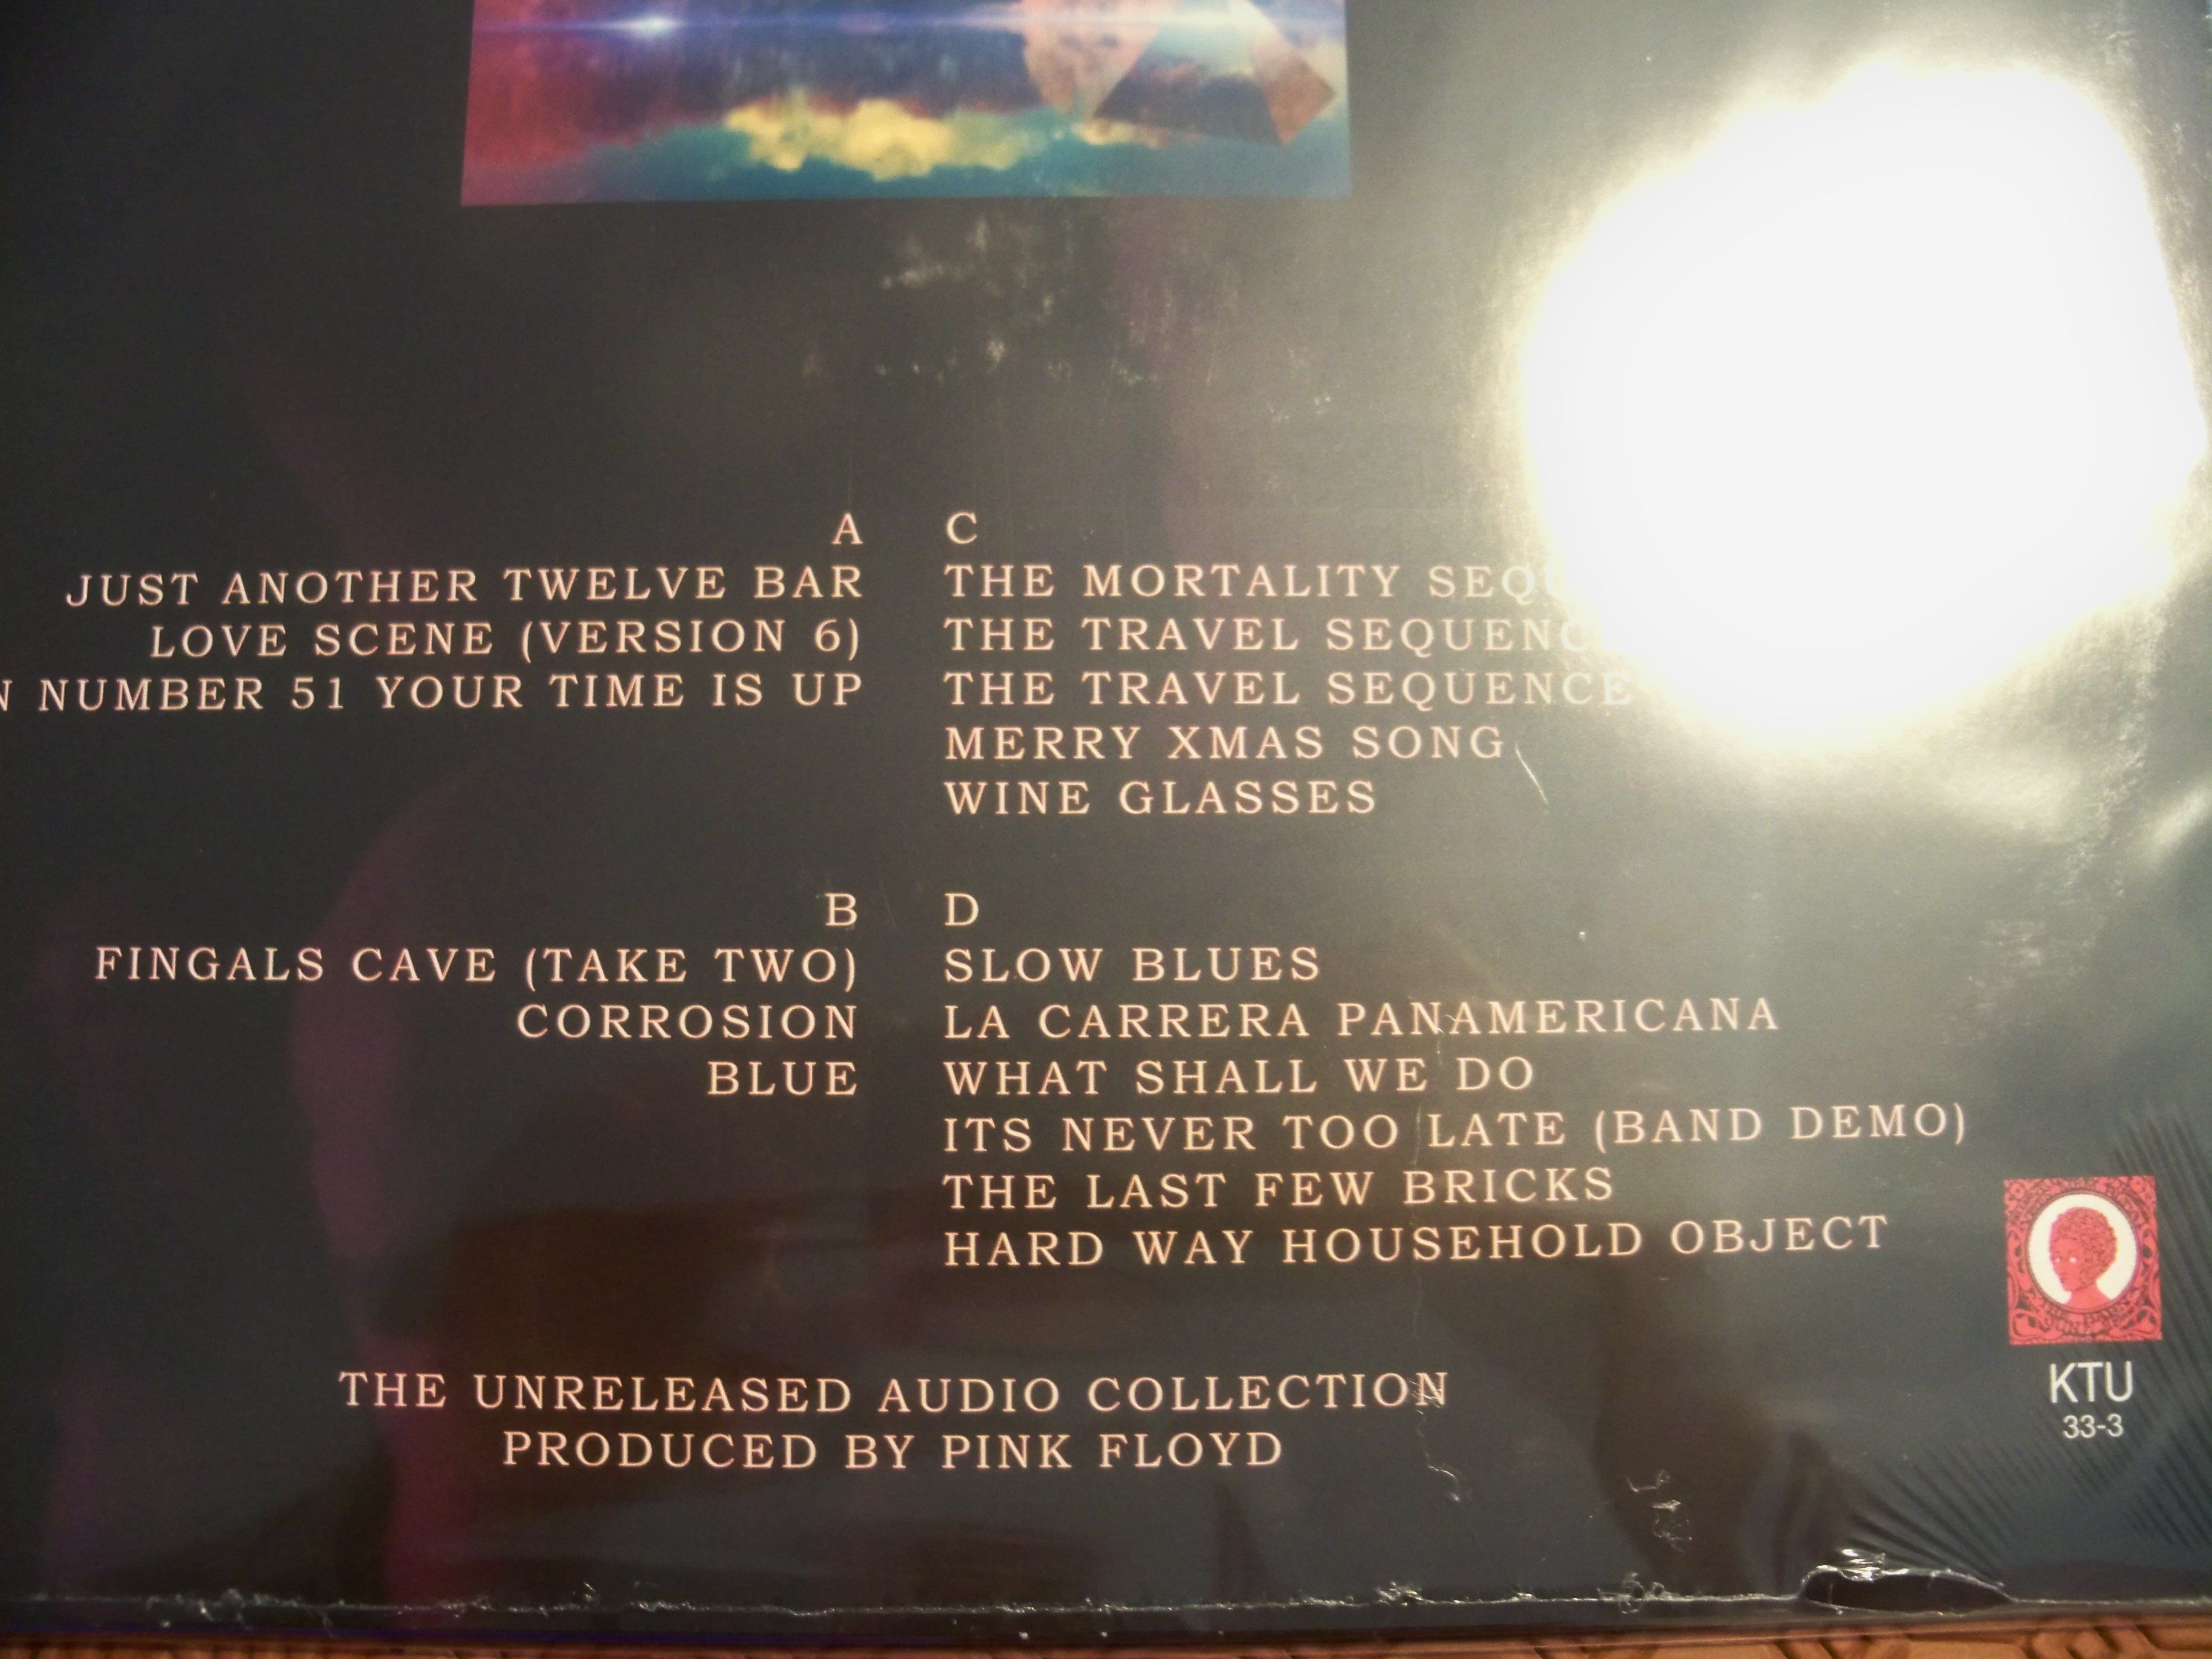 A
JUST ANOTHER TWELVE BAR
LOVE SCENE (VERSION 6)
NUMBER 51 YOUR TIME IS UP
C
THE MORTALITY
THE TRAVEL
THE TRAVEL SEQUENCE
MERRY XMAS SONG
WINE GLASSES
B
FINGALS CAVE (TAKE TWO)
CORROSION
BLUE
D
SLOW BLUES
LA CARRERA PANAMERICANA
WHAT SHALL WE DO
ITS NEVER TOO LATE (BAND DEMO)
THE LAST FEW BRICKS
HARD WAY HOUSEHOLD OBJECT
THE UNRELEASED AUDIO COLLECTION
PRODUCED BY PINK FLOYD
KTU
33-3